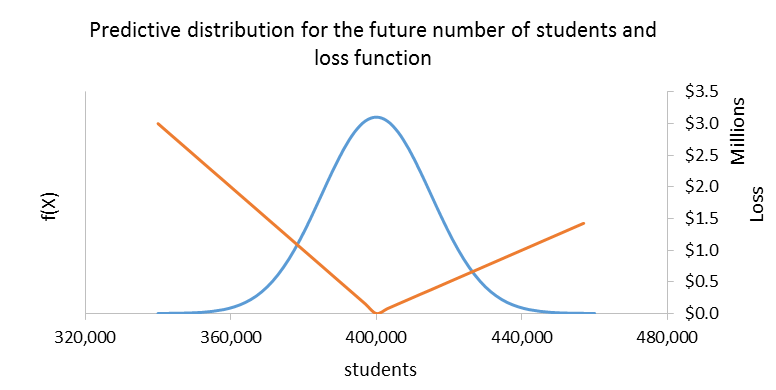 Predictive distribution for the future number of students and
loss function
f(X)
$3.5
$3.0
$2.5
$2.0
$1.5
$1.0
$0.5
$0.0
Millions
Loss
320,000
360,000
400,000
440,000
480,000
students